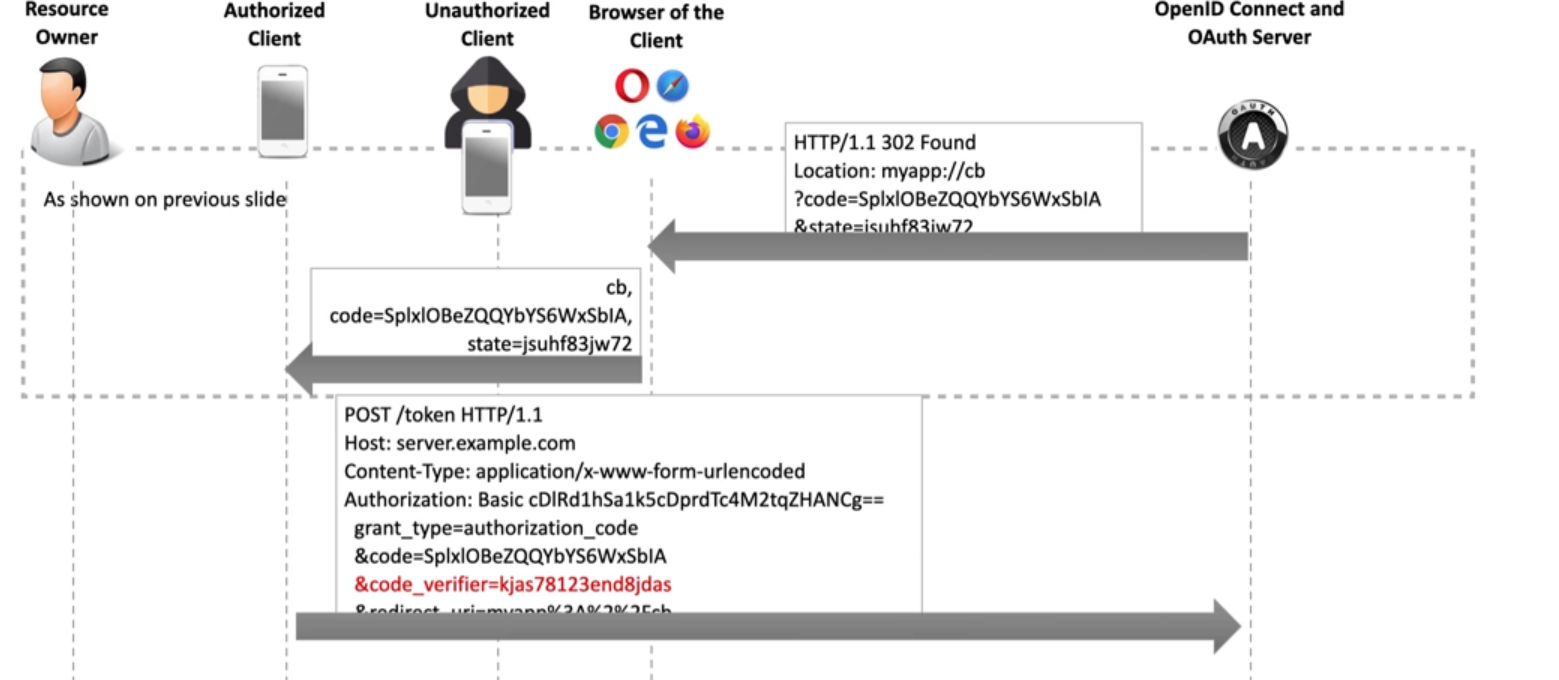 Resource
Owner
Authorized
Client
Unauthorized
Client
Browser of the
Client
OpenID Connect and
OAuth Server
OAUTH
A
As shown on previous slide
HTTP/1.1 302 Found
Location: myapp://cb
?code=SplxlOBeZQQYbYS6WxSbIA
&state=jsuhf83jw72
cb,
code=SplxlOBeZQQYbYS6WxSbIA,
state=jsuhf83jw72
POST /token HTTP/1.1
Host: server.example.com
Content-Type: application/x-www-form-urlencoded
Authorization: Basic cDlRd1hSa1k5cDprdTc4M2tqZHANCg==
grant_type=authorization_code
&code=SplxlOBeZQQYbYS6WxSbIA
&code_verifier=kjas78123end8jdas
&redirect_uri=myapp%3A%2%2Fcb